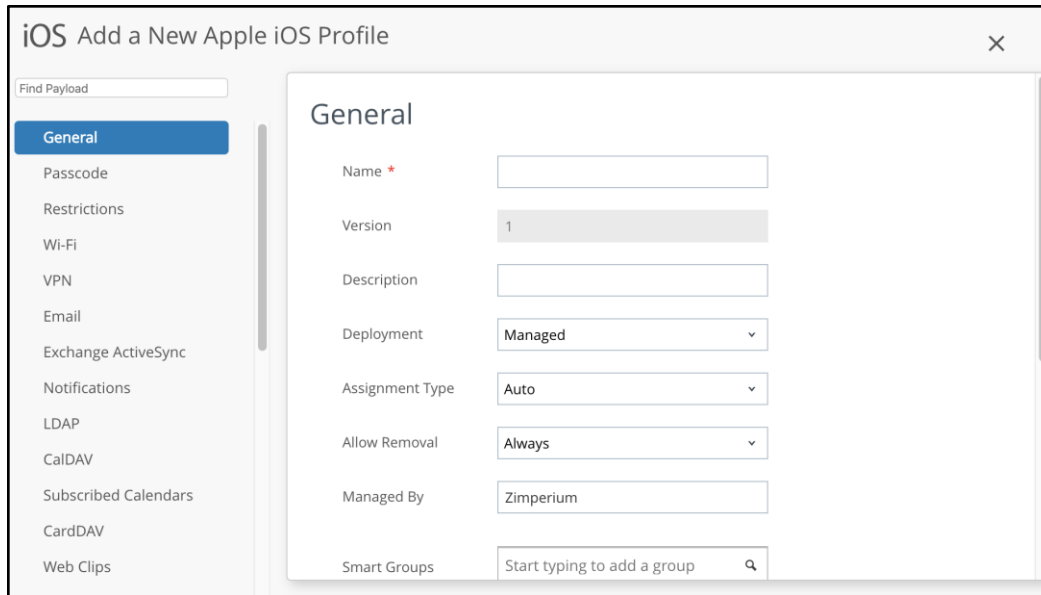 iOS Add a New Apple iOS Profile
Find Payload
General
Passcode
Restrictions
Wi-Fi
VPN
Email
Exchange ActiveSync
Notifications
LDAP
CalDAV
Subscribed Calendars
CardDAV
Web Clips
General
Name *
Version 1
Description
Deployment Managed
Assignment Type Auto
Allow Removal Always
Managed By Zimperium
Smart Groups Start typing to add a group